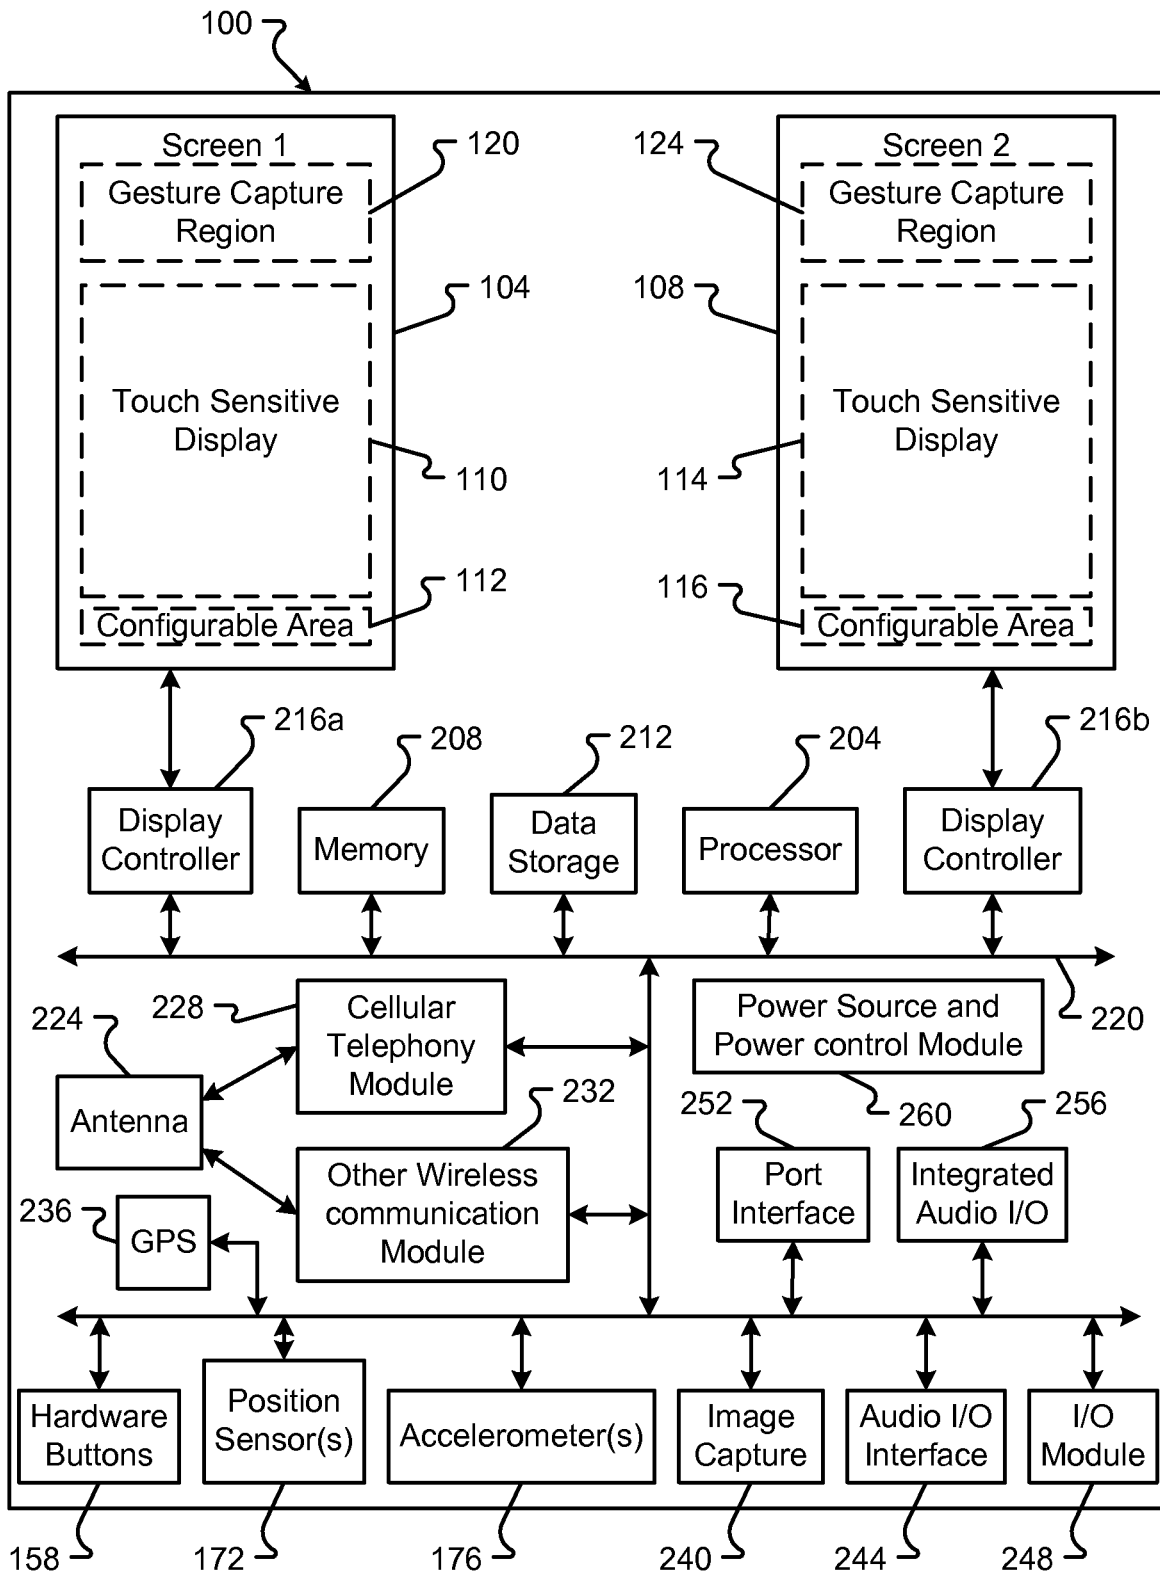 100
Screen 1
Gesture Capture
Region
120
104
Touch Sensitive
Display
110
112
Configurable Area
Screen 2
124
Gesture Capture
Region
108
Touch Sensitive
Display
114
116
Configurable Area
216a
208
212
204
216b
Display
Controller
Memory
Data
Storage
Processor
Display
Controller
220
228
Cellular
Telephony
Module
Power Source and
Power control Module
260
224
Antenna
232
Other Wireless
communication
Module
252
Port
Interface
256
Integrated
Audio I/O
236
GPS
Hardware
Buttons
Position
Sensor(s)
Accelerometer(s)
Image
Capture
Audio I/O
Interface
I/O
Module
158
172
176
240
244
248